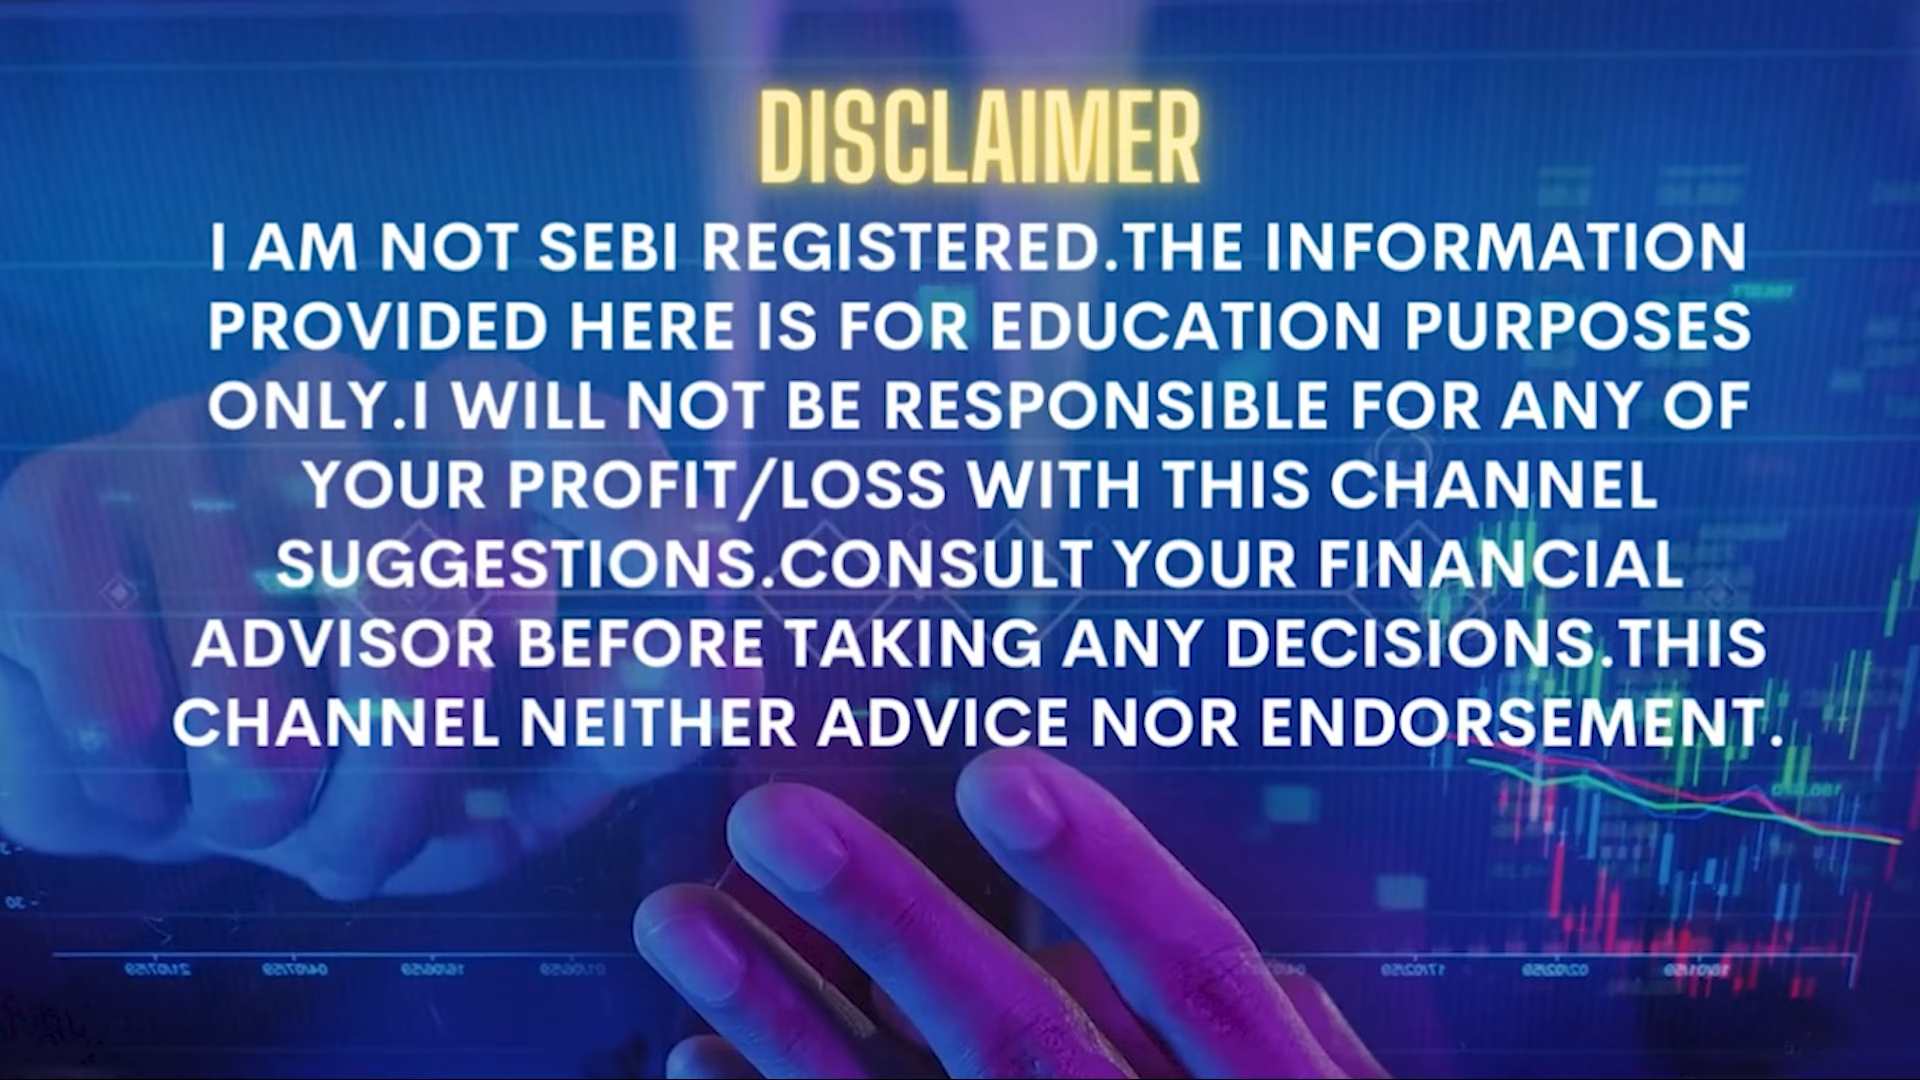 DISCLAIMER
I AM NOT SEBI REGISTERED.THE INFORMATION
PROVIDED HERE IS FOR EDUCATION PURPOSES
ONLY.I WILL NOT BE RESPONSIBLE FOR ANY OF
YOUR PROFIT/LOSS WITH THIS CHANNEL
SUGGESTIONS.CONSULT YOUR FINANCIAL
ADVISOR BEFORE TAKING ANY DECISIONS.THIS
CHANNEL NEITHER ADVICE NOR ENDORSEMENT.